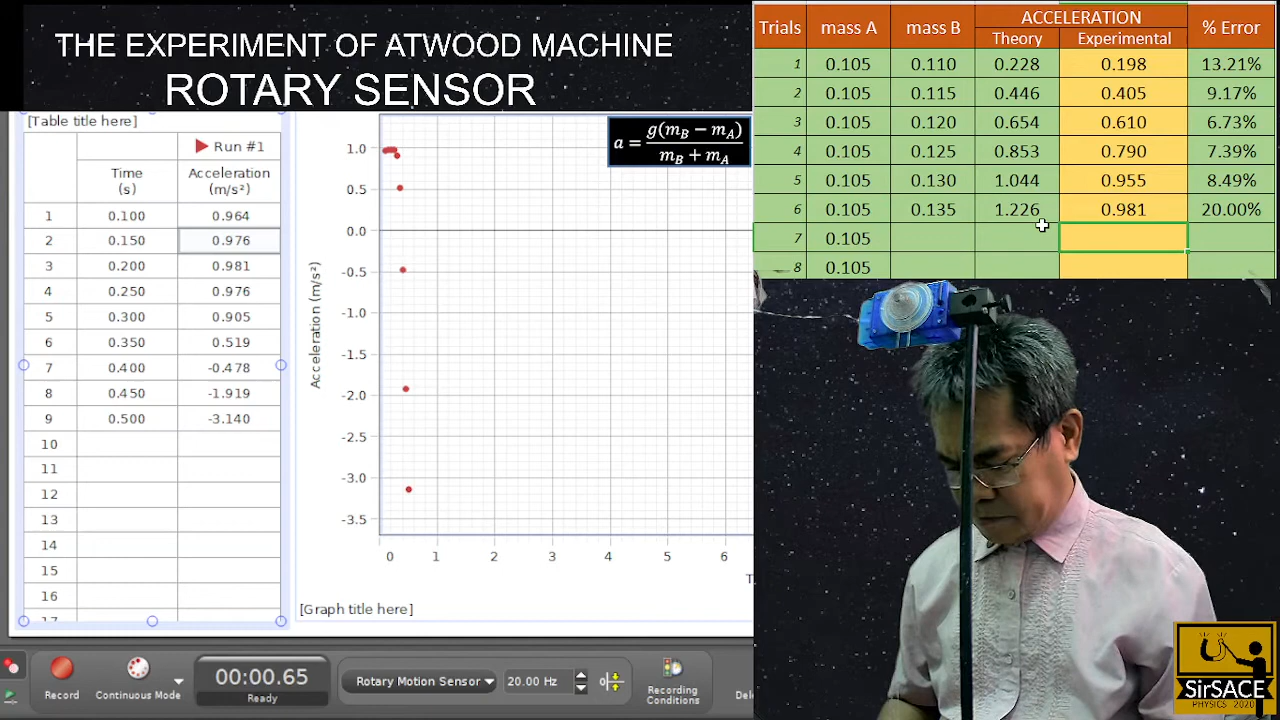 THE EXPERIMENT OF ATWOOD MACHINE
ROTARY SENSOR
[Table title here]
Run #1
Time (s) Acceleration (m/s²)
1 0.100 0.964
2 0.150 0.976
3 0.200 0.981
4 0.250 0.976
5 0.300 0.905
6 0.350 0.519
7 0.400 -0.478
8 0.450 -1.919
9 0.500 -3.140
10
11
12
13
14
15
16
17
a = g(mB − mA) / mB + mA
Acceleration (m/s²)
1.0
0.5
0.0
-0.5
-1.0
-1.5
-2.0
-2.5
-3.0
-3.5
0 1 2 3 4 5 6
[Graph title here]
Trials mass A mass B ACCELERATION % Error
Theory Experimental
1 0.105 0.110 0.228 0.198 13.21%
2 0.105 0.115 0.446 0.405 9.17%
3 0.105 0.120 0.654 0.610 6.73%
4 0.105 0.125 0.853 0.790 7.39%
5 0.105 0.130 1.044 0.955 8.49%
6 0.105 0.135 1.226 0.981 20.00%
7 0.105
8 0.105
Record
Continuous Mode
00:00.65
Ready
Rotary Motion Sensor
20.00 Hz
Recording
Conditions
SirSACE
PHYSICS 2020